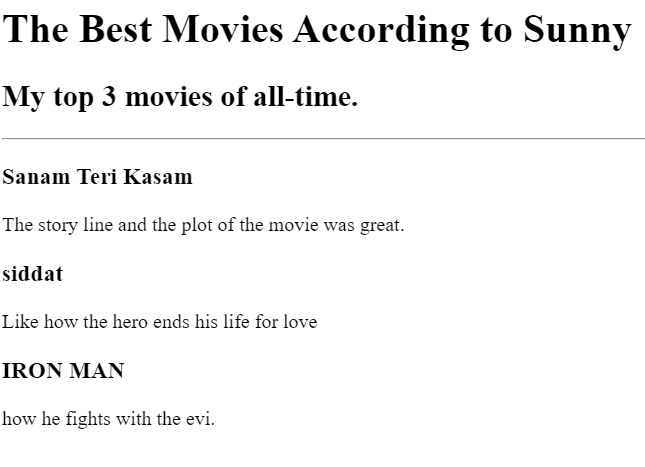 The Best Movies According to Sunny
My top 3 movies of all-time.
Sanam Teri Kasam
The story line and the plot of the movie was great.
siddat
Like how the hero ends his life for love
IRON MAN
how he fights with the evi.